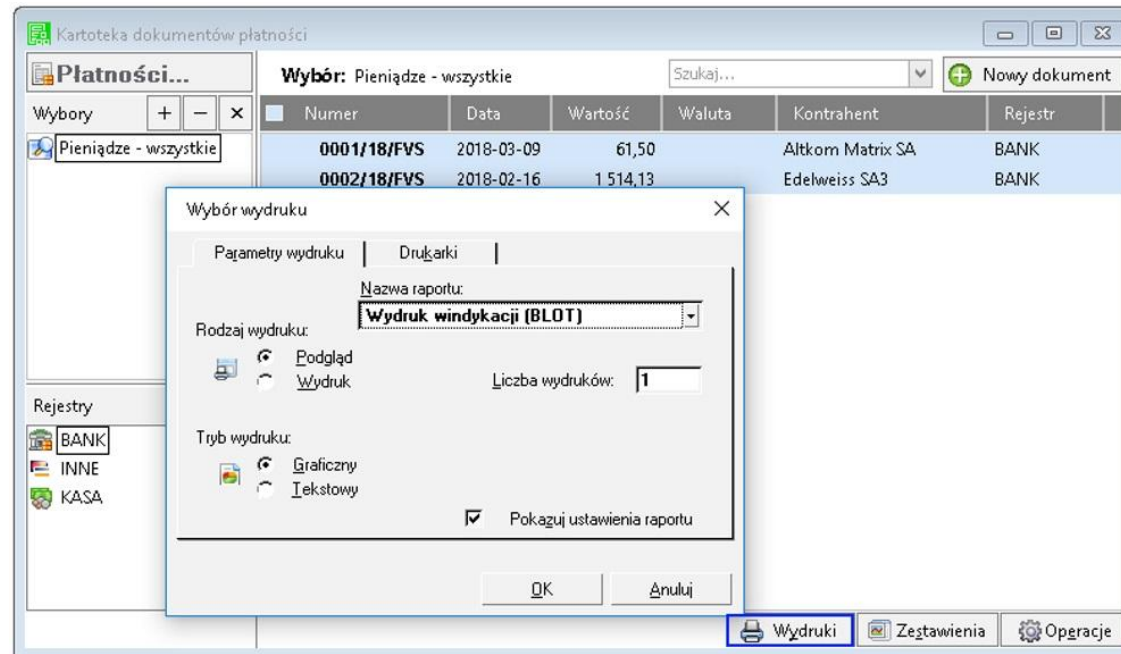 Kartoteka dokumentów płatności
Płatności...
Wybór: Pieniądze - wszystkie
Szukaj...
Nowy dokument
Wybory + − ×
Numer Data Wartość Waluta Kontrahent Rejestr
Pieniądze - wszystkie
0001/18/FVS 2018-03-09 61,50 Altkom Matrix SA BANK
0002/18/FVS 2018-02-16 1 514,13 Edelweiss SA3 BANK
Wybór wydruku
Parametry wydruku Drukarki
Nazwa raportu:
Wydruk windykacji (BLOT)
Rodzaj wydruku:
Podgląd
Wydruk
Liczba wydruków: 1
Tryb wydruku:
Graficzny
Tekstowy
Pokazuj ustawienia raportu
OK Anuluj
Rejestry
BANK
INNE
KASA
Wydruki Zestawienia Operacje